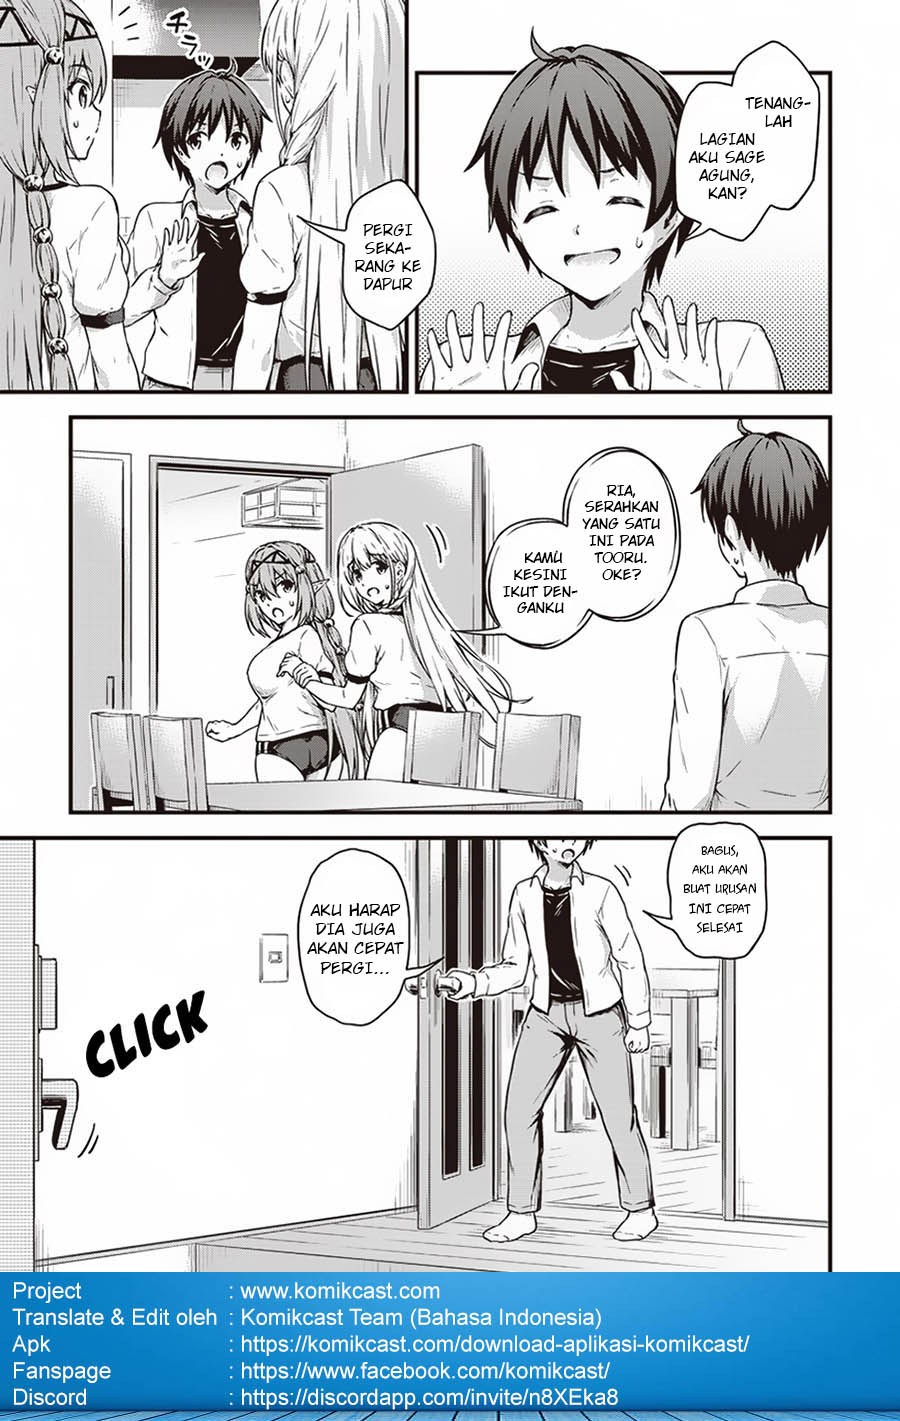 TENANG-
LAH
LAGIAN
AKU SAGE
AGUNG,
KAN?
チラッ
PERGI
SEKA-
RANG KE
DAPUR
RIA,
SERAHKAN
YANG SATU
INI PADA
TOORU.
OKE?
KAMU
KESINI
IKUT DEN-
GANKU
BAGUS,
AKU AKAN
BUAT URUSAN
INI CEPAT
SELESAI
AKU HARAP
DIA JUGA
AKAN CEPAT
PERGI...
CLICK
Project : www.komikcast.com
Translate & Edit oleh : Komikcast Team (Bahasa Indonesia)
Apk : https://komikcast.com/download-aplikasi-komikcast/
Fanspage : https://www.facebook.com/komikcast/
Discord : https://discordapp.com/invite/n8XEka8